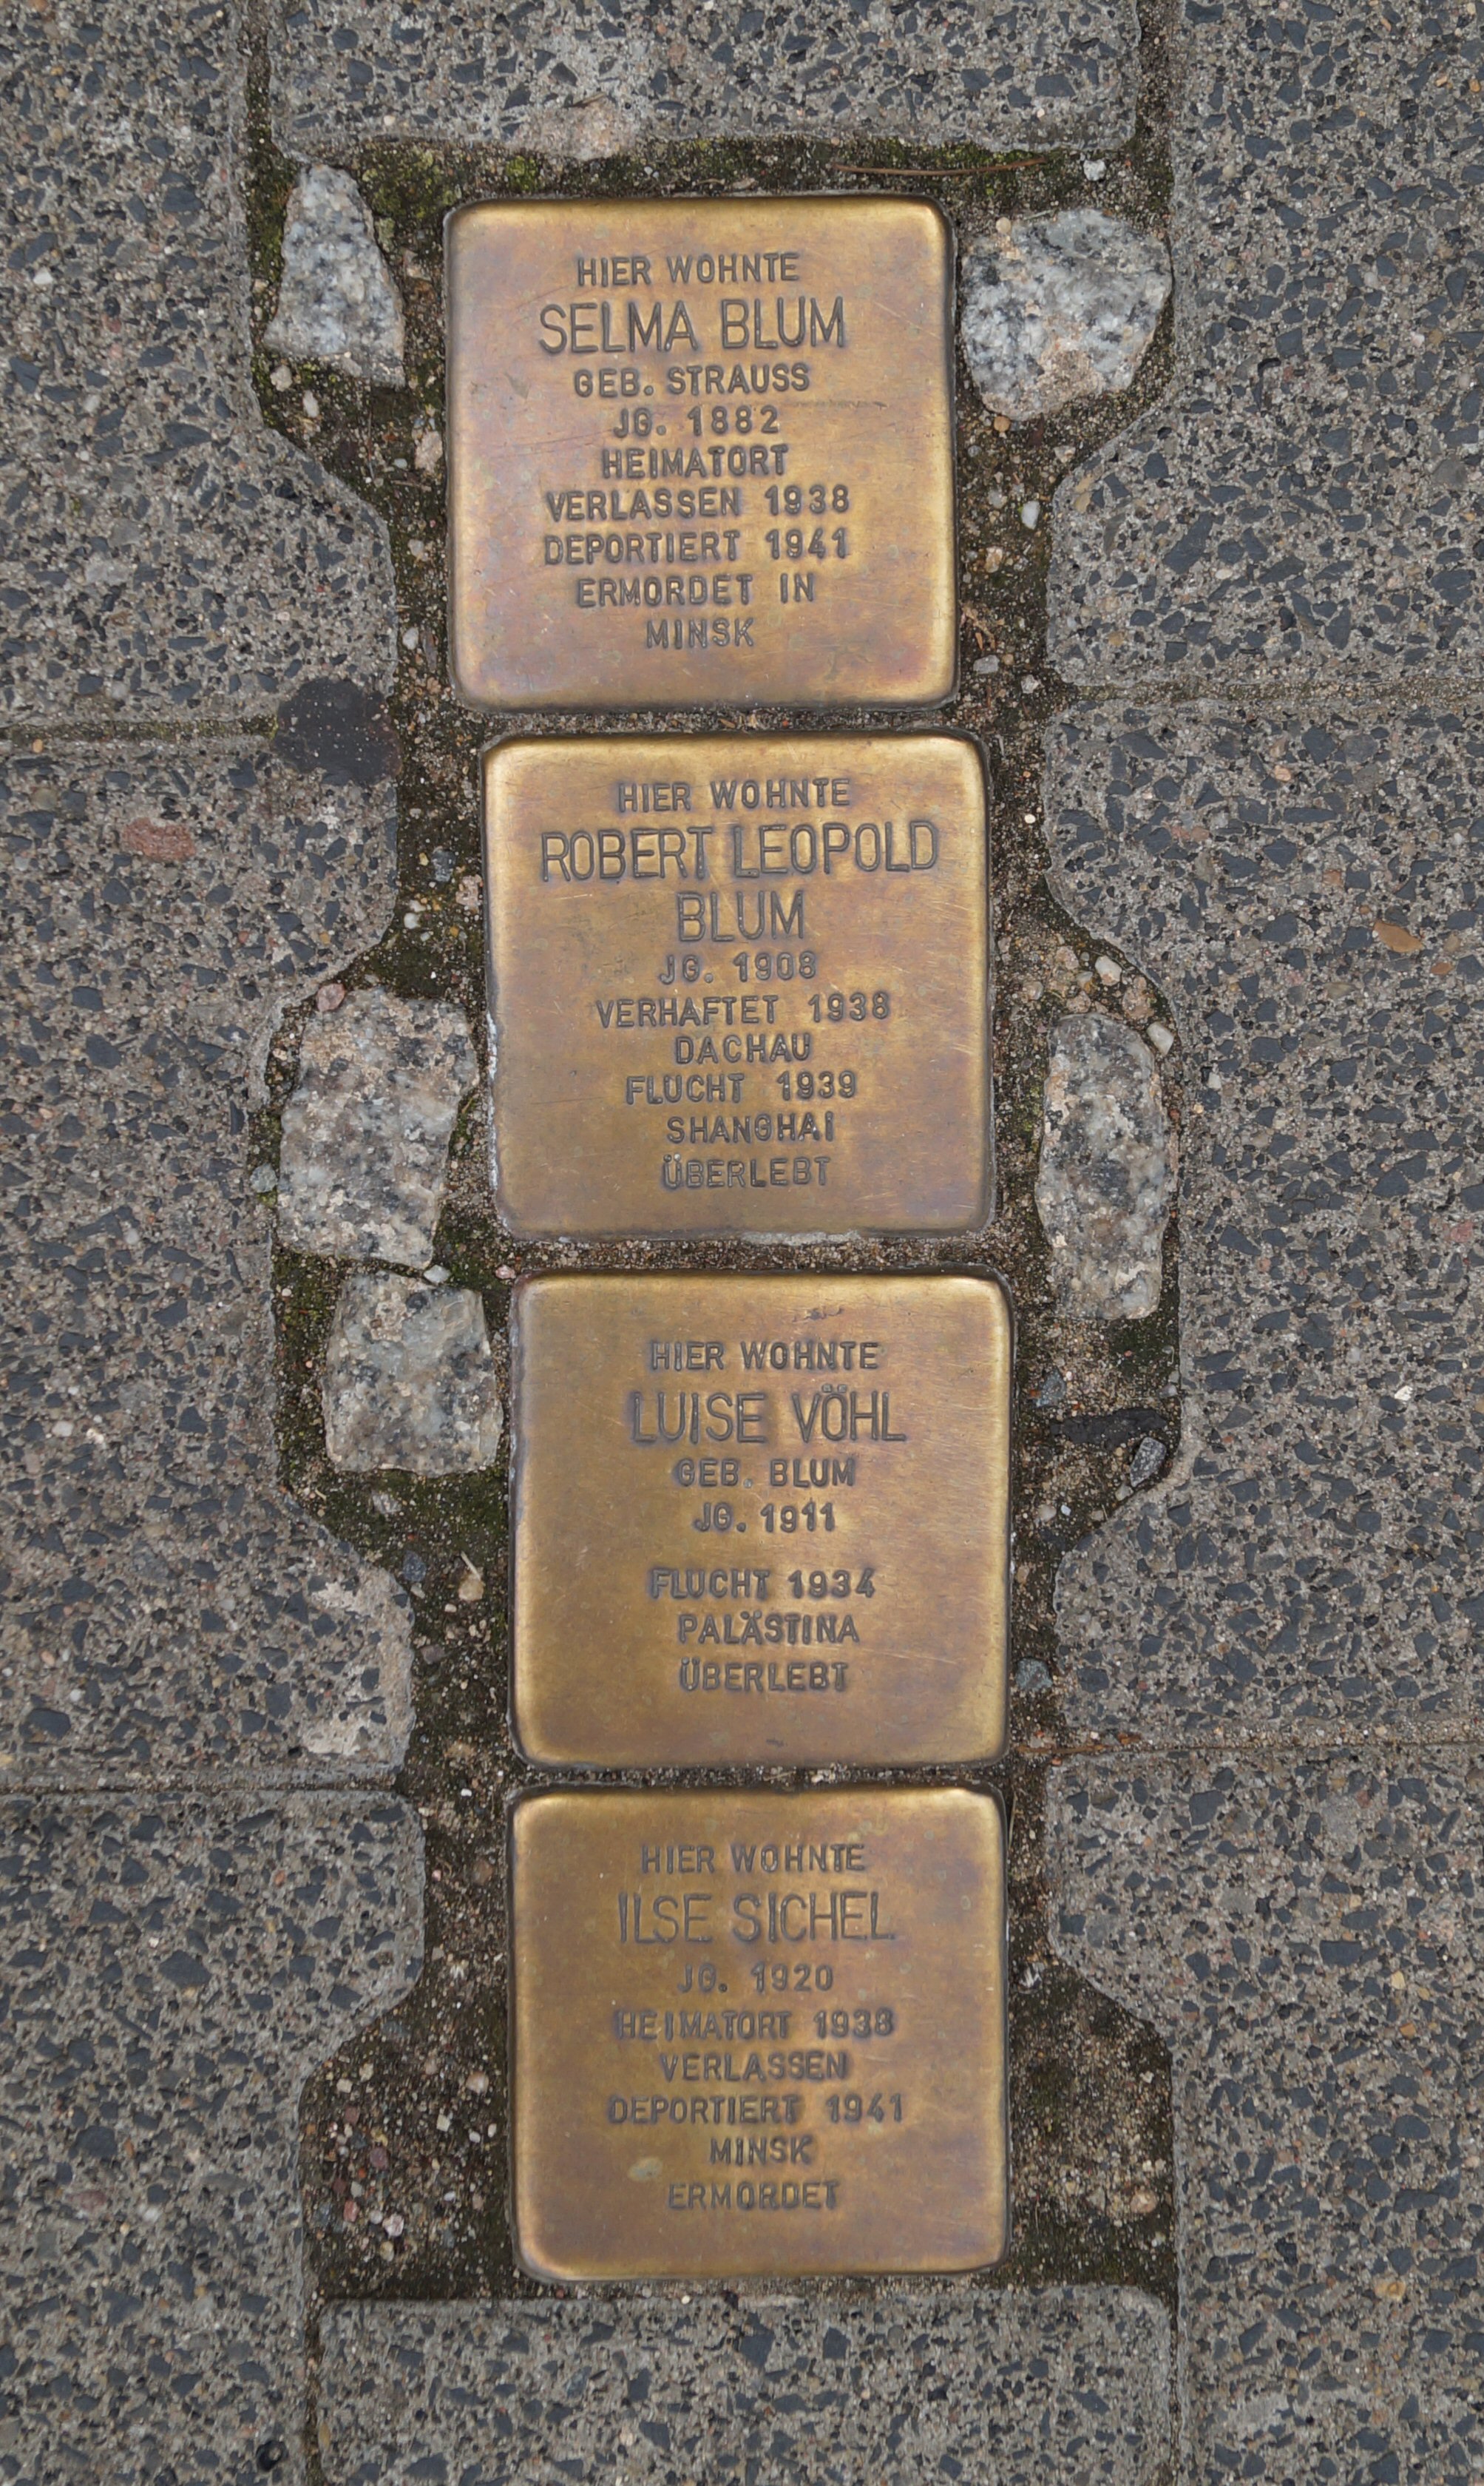 HIER WOHNTE
SELMA BLUM
GEB. STRAUSS
JG. 1882
HEIMATORT
VERLASSEN 1938
DEPORTIERT 1941
ERMORDET IN
MINSK
HIER WOHNTE
ROBERT LEOPOLD
BLUM
JG. 1908
VERHAFTET 1938
DACHAU
FLUCHT 1939
SHANGHAI
ÜBERLEBT
HIER WOHNTE
LUISE VÖHL
GEB. BLUM
JG. 1911
FLUCHT 1934
PALÄSTINA
ÜBERLEBT
HIER WOHNTE
ILSE SICHEL
JG. 1920
HEIMATORT 1938
VERLASSEN
DEPORTIERT 1941
MINSK
ERMORDET